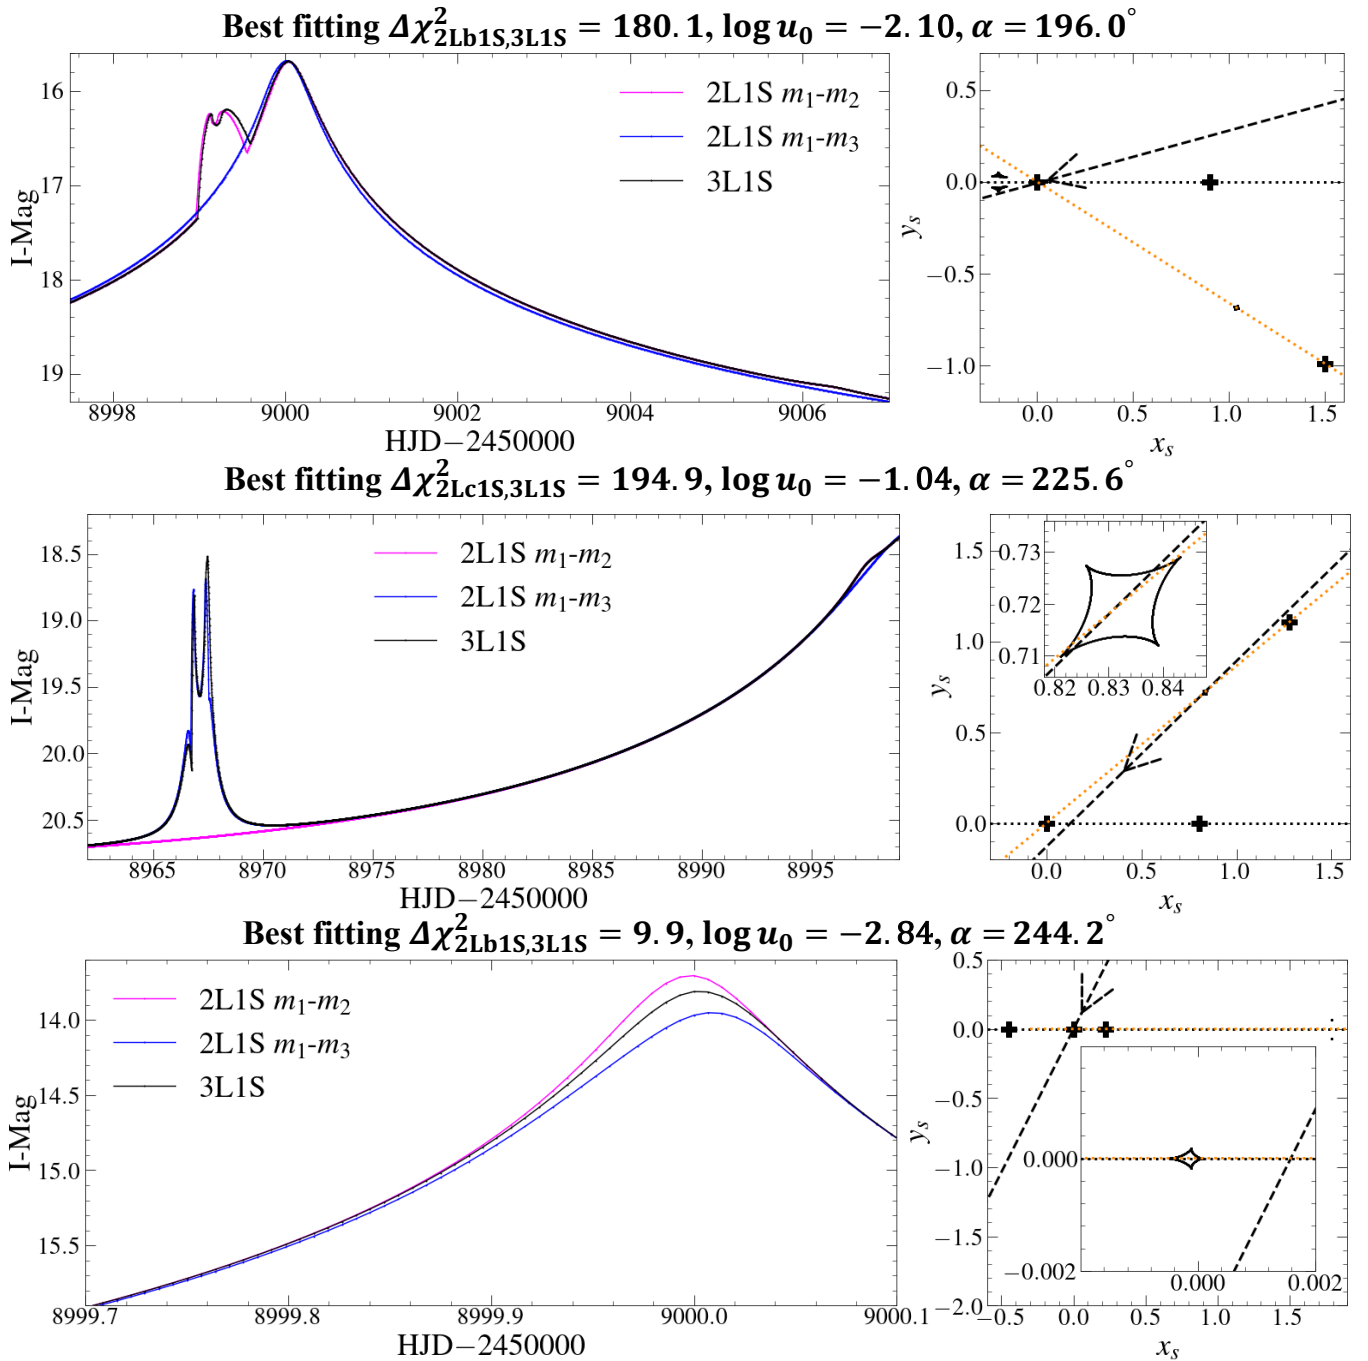 Best fitting Δχ²2Lb1S,3L1S = 180.1, log u0 = −2.10, α = 196.0°
2L1S m1-m2
2L1S m1-m3
3L1S
I-Mag
16
17
18
19
8998 9000 9002 9004 9006
HJD−2450000
ys
0.5
0.0
−0.5
−1.0
0.0 0.5 1.0 1.5
xs
Best fitting Δχ²2Lc1S,3L1S = 194.9, log u0 = −1.04, α = 225.6°
2L1S m1-m2
2L1S m1-m3
3L1S
I-Mag
18.5
19.0
19.5
20.0
20.5
8965 8970 8975 8980 8985 8990 8995
HJD−2450000
ys
1.5
1.0
0.5
0.0
0.73
0.72
0.71
0.82 0.83 0.84
0.0 0.5 1.0 1.5
xs
Best fitting Δχ²2Lb1S,3L1S = 9.9, log u0 = −2.84, α = 244.2°
2L1S m1-m2
2L1S m1-m3
3L1S
I-Mag
14.0
14.5
15.0
15.5
8999.7 8999.8 8999.9 9000.0 9000.1
HJD−2450000
ys
0.5
0.0
−0.5
−1.0
−1.5
−2.0
0.000
−0.002
0.000 0.002
−0.5 0.0 0.5 1.0 1.5
xs